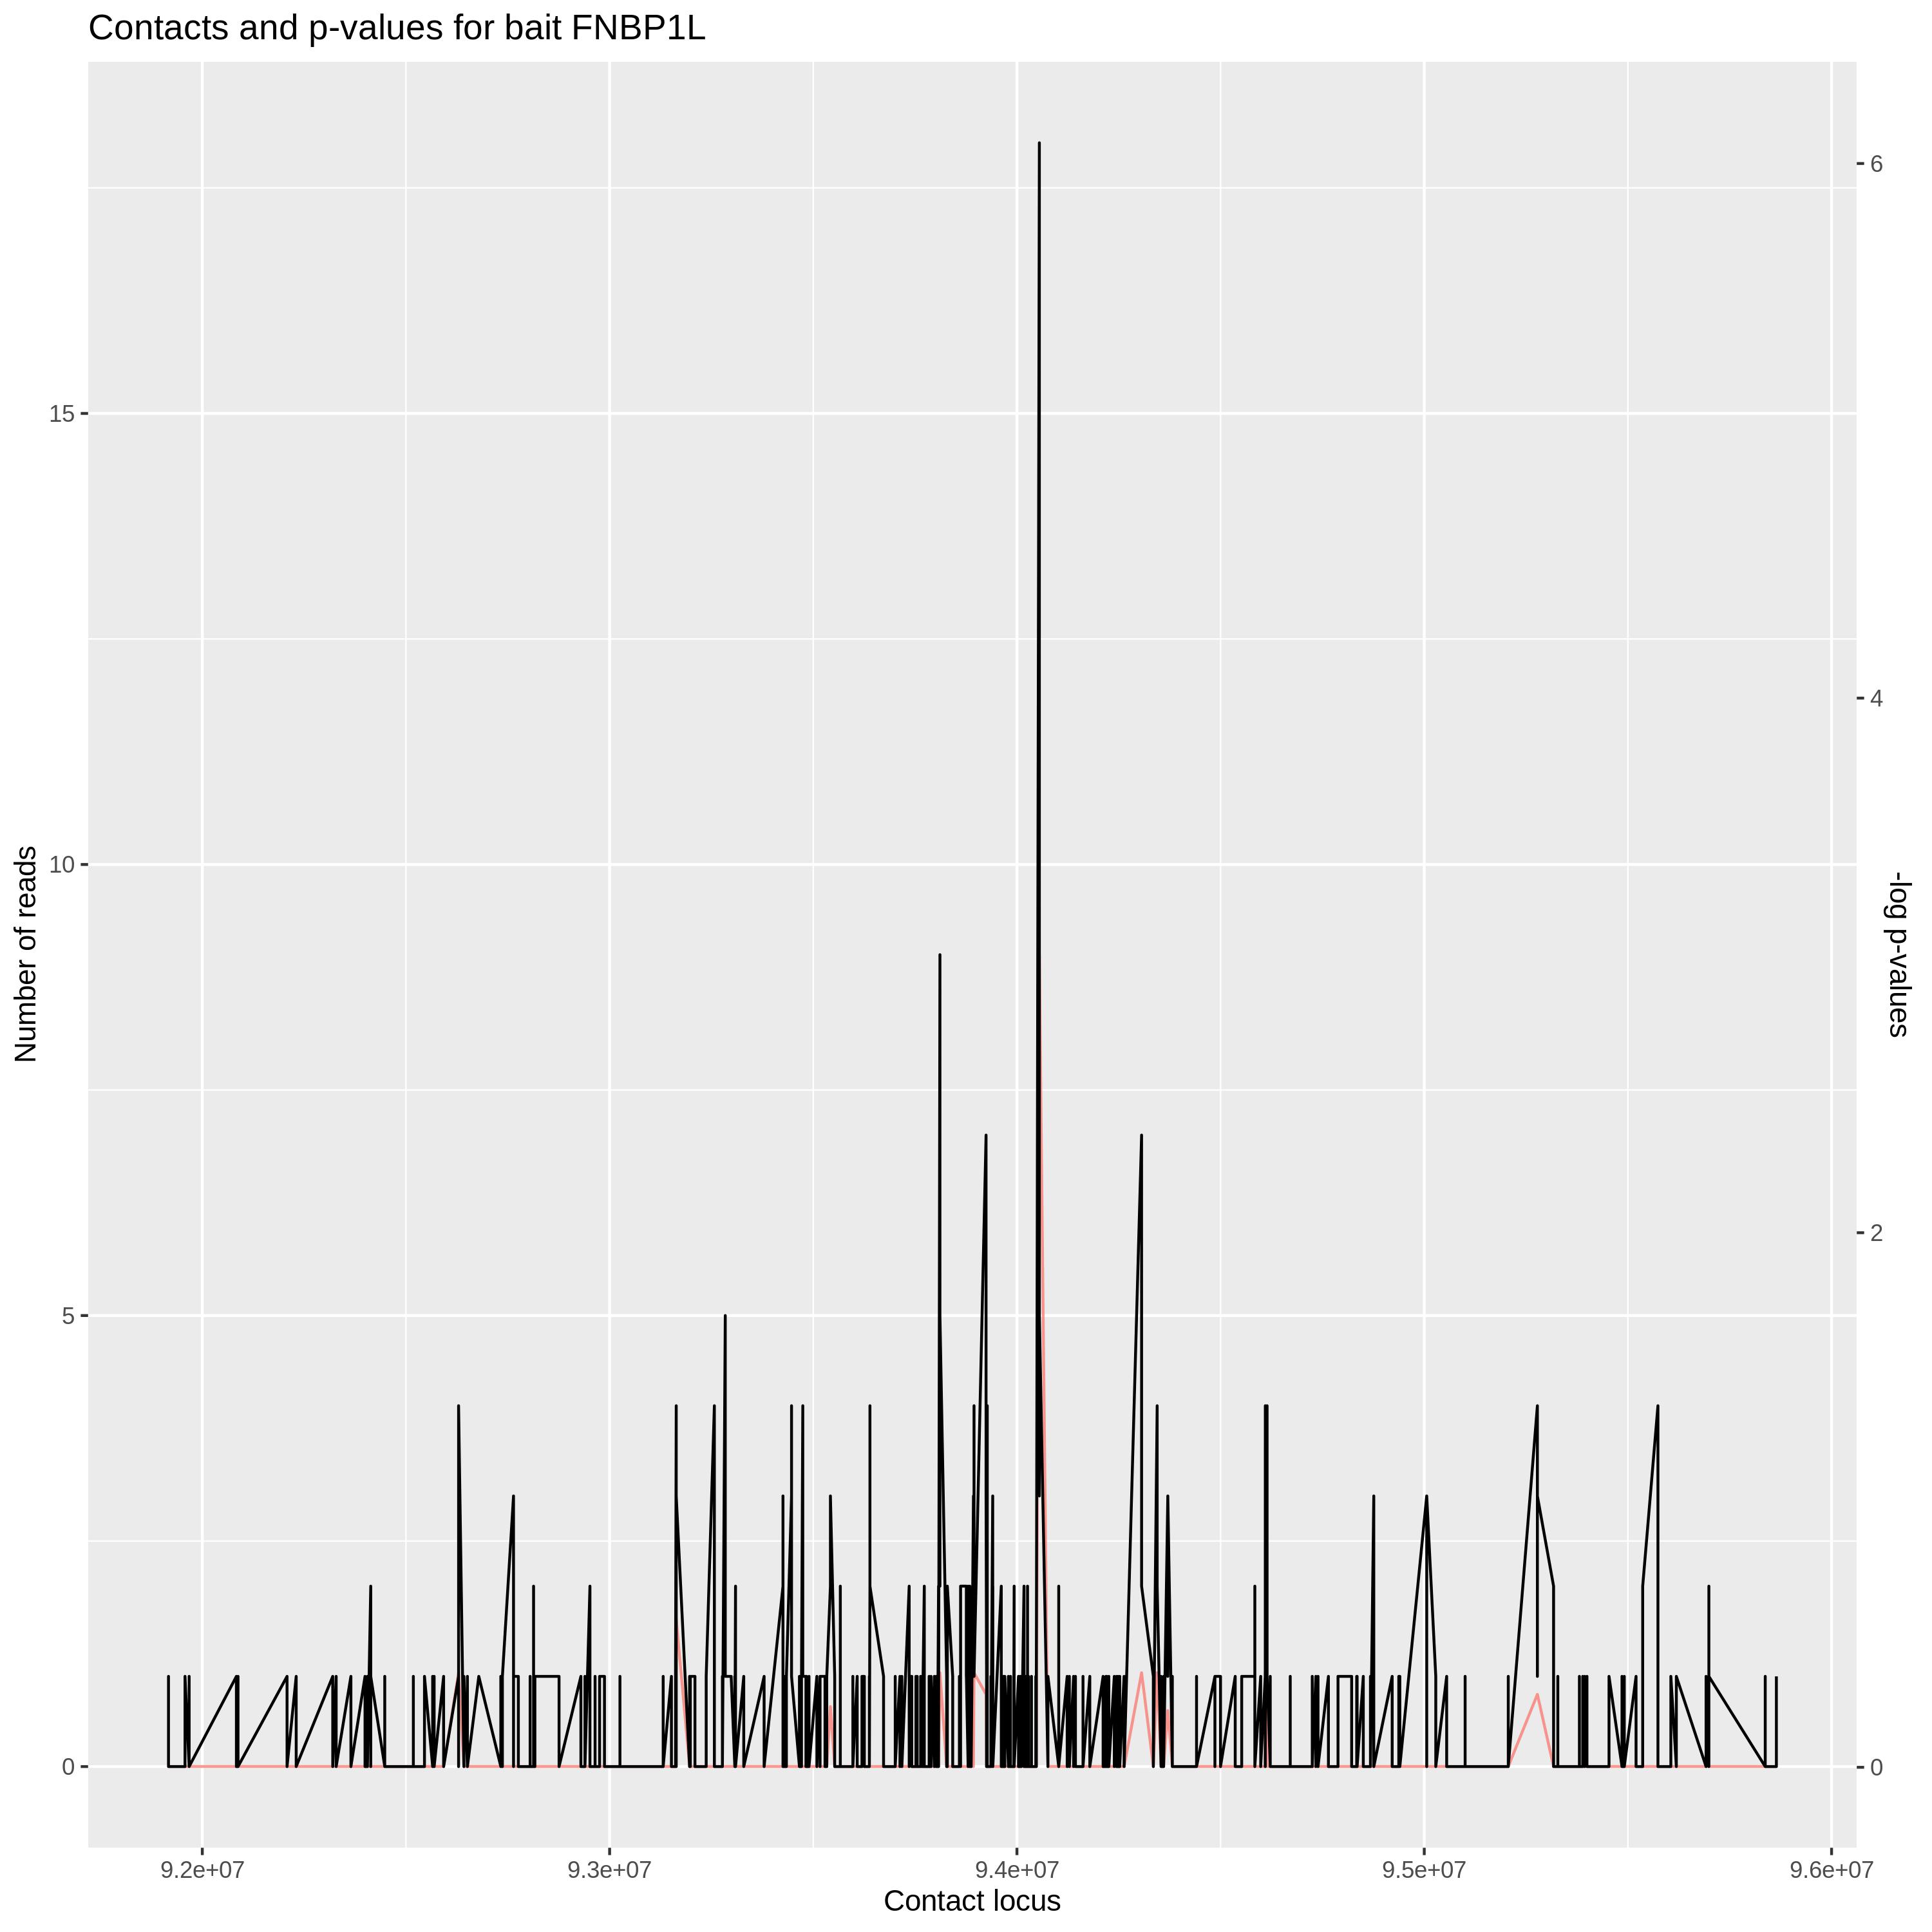 Contacts and p-values for bait FNBP1L
15
10
5
0
Number of reads
6
4
2
0
-log p-values
9.2e+07
9.3e+07
9.4e+07
9.5e+07
9.6e+07
Contact locus